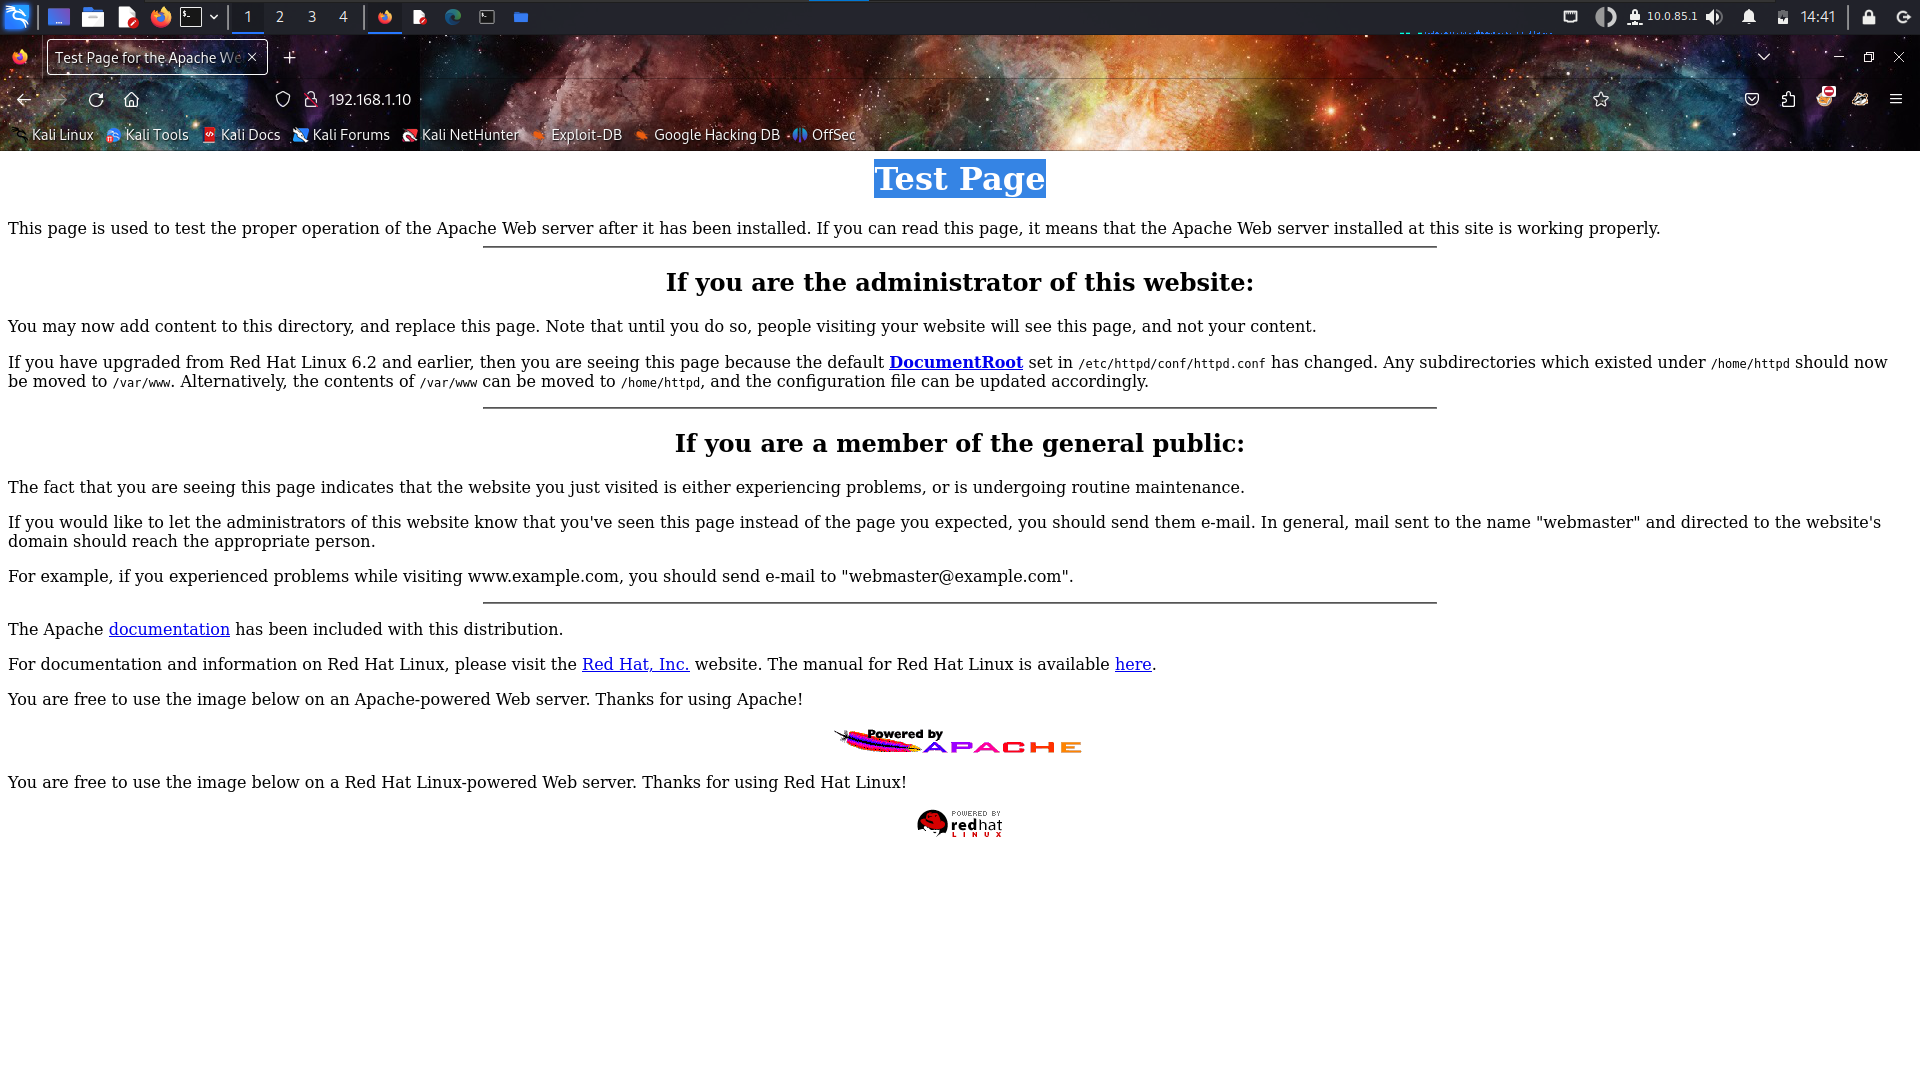 1 2 3 4 10.0.85.1 14:41
Test Page for the Apache We
192.168.1.10
Kali Linux Kali Tools Kali Docs Kali Forums Kali NetHunter Exploit-DB Google Hacking DB OffSec
Test Page
This page is used to test the proper operation of the Apache Web server after it has been installed. If you can read this page, it means that the Apache Web server installed at this site is working properly.
If you are the administrator of this website:
You may now add content to this directory, and replace this page. Note that until you do so, people visiting your website will see this page, and not your content.
If you have upgraded from Red Hat Linux 6.2 and earlier, then you are seeing this page because the default DocumentRoot set in /etc/httpd/conf/httpd.conf has changed. Any subdirectories which existed under /home/httpd should now
be moved to /var/www. Alternatively, the contents of /var/www can be moved to /home/httpd, and the configuration file can be updated accordingly.
If you are a member of the general public:
The fact that you are seeing this page indicates that the website you just visited is either experiencing problems, or is undergoing routine maintenance.
If you would like to let the administrators of this website know that you've seen this page instead of the page you expected, you should send them e-mail. In general, mail sent to the name "webmaster" and directed to the website's
domain should reach the appropriate person.
For example, if you experienced problems while visiting www.example.com, you should send e-mail to "webmaster@example.com".
The Apache documentation has been included with this distribution.
For documentation and information on Red Hat Linux, please visit the Red Hat, Inc. website. The manual for Red Hat Linux is available here.
You are free to use the image below on an Apache-powered Web server. Thanks for using Apache!
Powered by
APACHE
You are free to use the image below on a Red Hat Linux-powered Web server. Thanks for using Red Hat Linux!
POWERED BY
redhat
LINUX